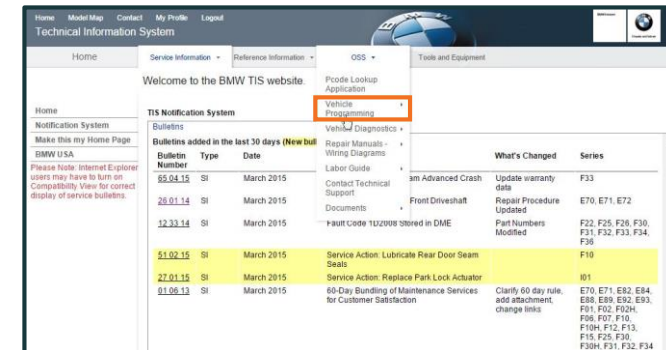 Home Model Map Contact My Profile Logout
Technical Information System
Home Service Information Reference Information OSS Tools and Equipment
Welcome to the BMW TIS website.
Pcode Lookup
Application
Vehicle
Programming
Vehicle Diagnostics
Repair Manuals -
Wiring Diagrams
Labor Guide
Contact Technical
Support
Documents
Home
Notification System
Make this my Home Page
BMW USA
Please Note: Internet Explorer
users may have to turn on
Compatibility View for correct
display of service bulletins.
TIS Notification System
Bulletins
Bulletins added in the last 30 days (New bul
Bulletin Type Date What's Changed Series
Number
65 04 15 SI March 2015 am Advanced Crash Update warranty F33
data
26 01 14 SI March 2015 Front Driveshaft Repair Procedure E70, E71, E72
Updated
12 33 14 SI March 2015 Fault Code 1D2008 Stored in DME Part Numbers F22, F25, F26, F30,
Modified F31, F32, F33, F34,
F36
51 02 15 SI March 2015 Service Action: Lubricate Rear Door Seam F10
Seals
27 01 15 SI March 2015 Service Action: Replace Park Lock Actuator I01
01 06 13 SI March 2015 60-Day Bundling of Maintenance Services Clarify 60 day rule, E70, E71, E82, E84,
for Customer Satisfaction add attachment, E88, E89, E92, E93,
change links F01, F02, F02H,
F06, F07, F10,
F10H, F12, F13,
F15, F25, F30,
F30H, F31, F32, F34